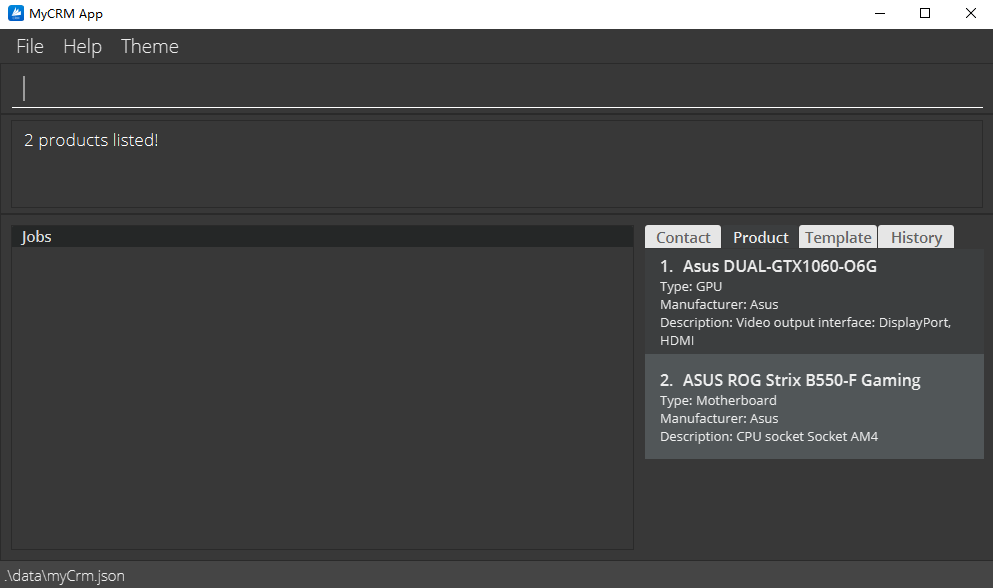 MyCRM App
File Help Theme
2 products listed!
Jobs
Contact Product Template History
1. Asus DUAL-GTX1060-O6G
Type: GPU
Manufacturer: Asus
Description: Video output interface: DisplayPort,
HDMI
2. ASUS ROG Strix B550-F Gaming
Type: Motherboard
Manufacturer: Asus
Description: CPU socket Socket AM4
.\data\myCrm.json